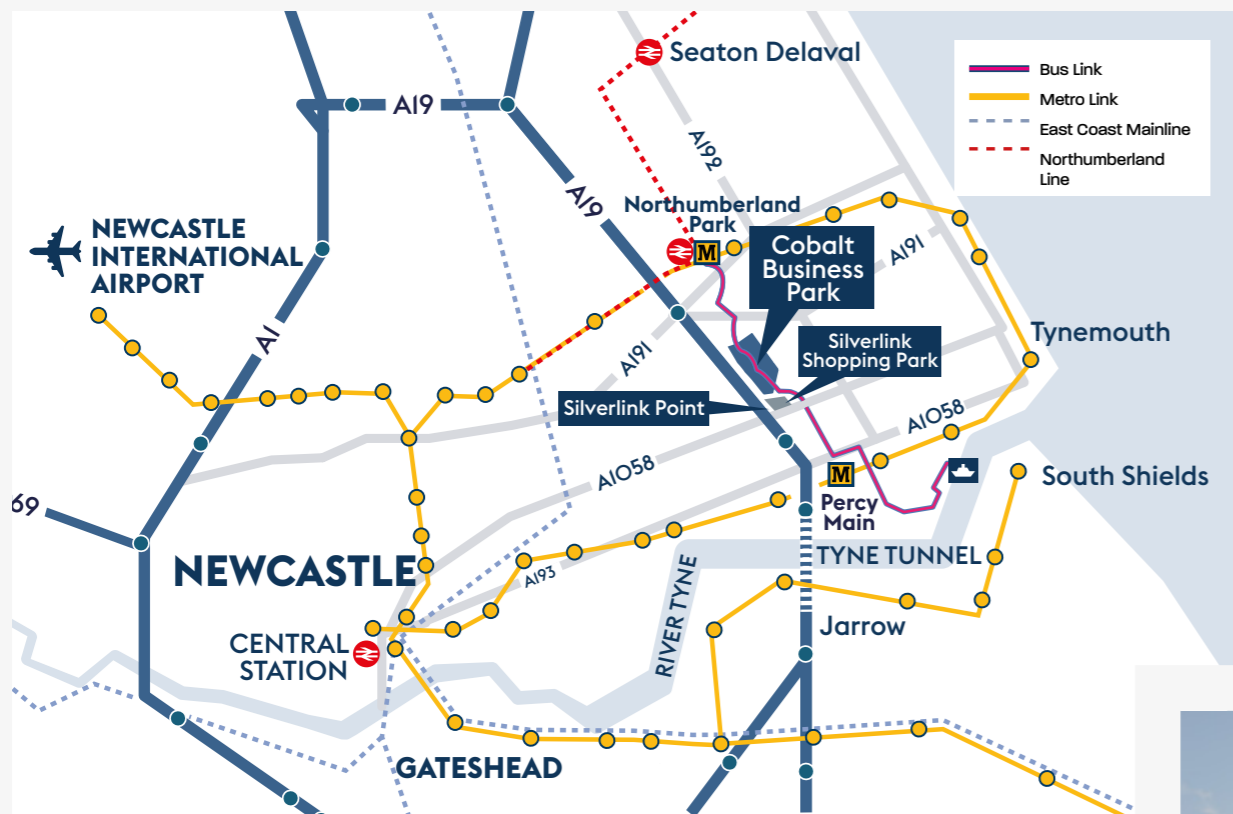 Seaton Delaval
Bus Link
Metro Link
East Coast Mainline
Northumberland
Line
A19
A192
A19
Northumberland
Park
M
NEWCASTLE
INTERNATIONAL
AIRPORT
Cobalt
Business
Park
A191
A1
A191
Silverlink
Shopping Park
Tynemouth
Silverlink Point
A1058
A1058
M
South Shields
69
Percy
Main
NEWCASTLE
A193
TYNE TUNNEL
RIVER TYNE
Jarrow
CENTRAL
STATION
GATESHEAD